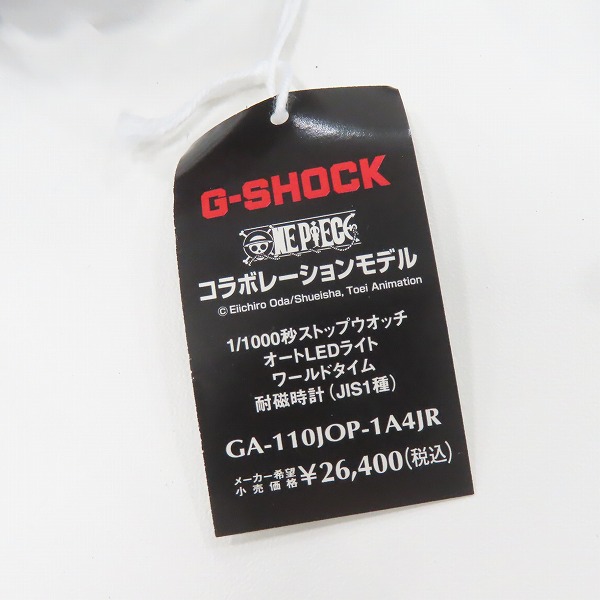 G-SHOCK
ONE PIECE
コラボレーションモデル
© Eiichiro Oda/Shueisha, Toei Animation
1/1000秒ストップウオッチ
オートLEDライト
ワールドタイム
耐磁時計(JIS1種)
GA-110JOP-1A4JR
メーカー希望小売価格 ¥26,400(税込)